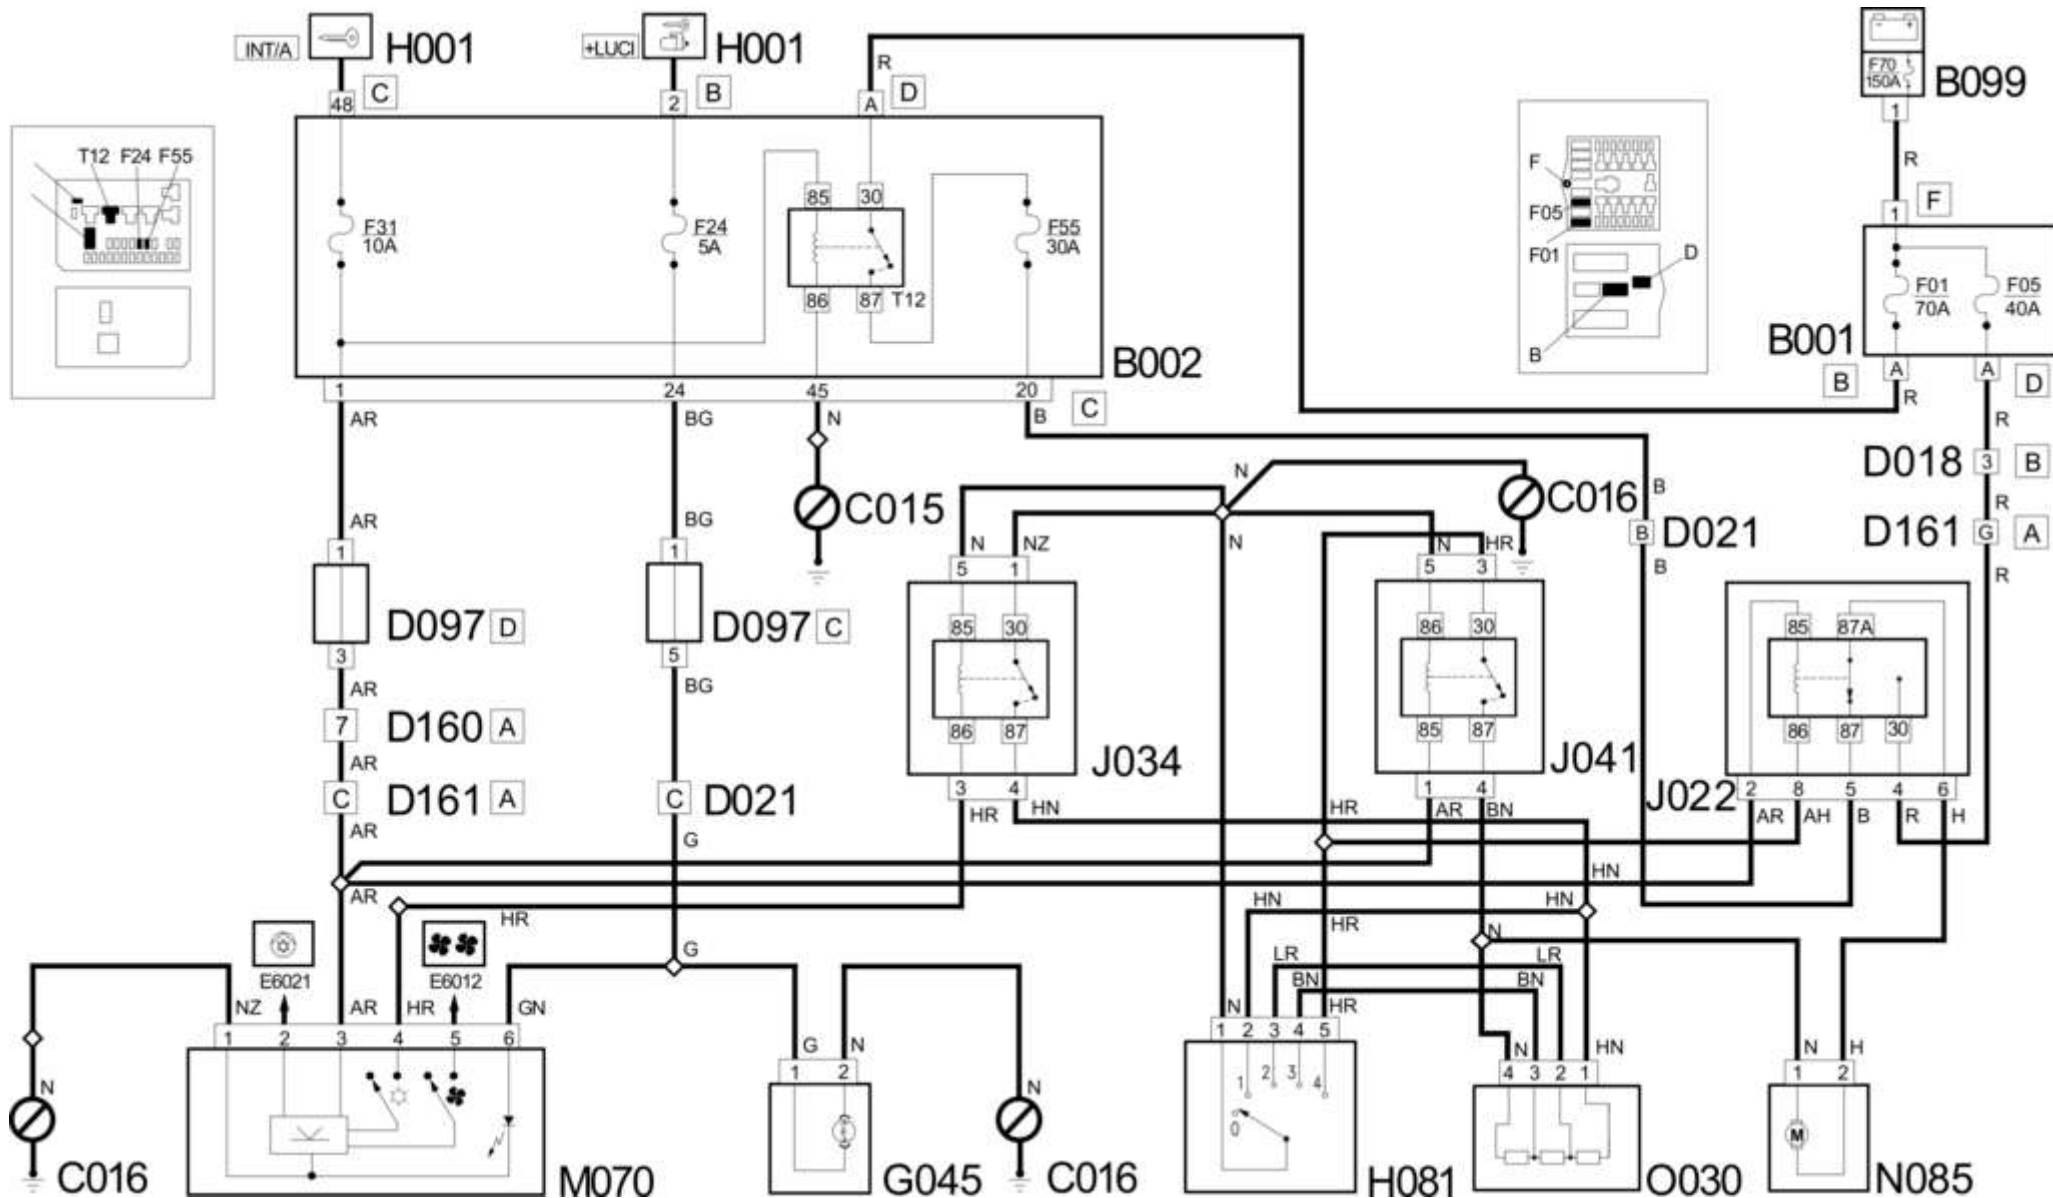 INT/A H001 +LUCI H001 R B099
F70
150A
48 C 2 B A D 1
T12 F24 F55
R
F
F05
F01
D
B
1 F
85 30
F31
10A
F24
5A
F55
30A
86 87 T12
F01
70A
F05
40A
B001
B002
B A A D
1 24 45 20 C
AR BG N B R R
N C016 B D018 3 B
C015 R
AR BG N N NZ N HR B D021 D161 G A
1 1 5 1 5 3 B R
D097 D D097 C
85 30 86 30 85 87A
3 5
AR BG
7 D160 A
86 87 85 87 86 87 30
J034 J041 J022
AR
C D161 A C D021
3 4 1 4 2 8 5 4 6
AR G HR HN HR AR BN AR AH B R H
AR HR HN HN HR HN
N
G LR LR
E6021 E6012 BN BN
NZ AR HR GN N HR
1 2 3 4 5 6 1 2 3 4 5
G N N HN N H
1 2 4 3 2 1 1 2
N N
1 2 3 4
0
M
C016 M070 G045 C016 H081 O030 N085